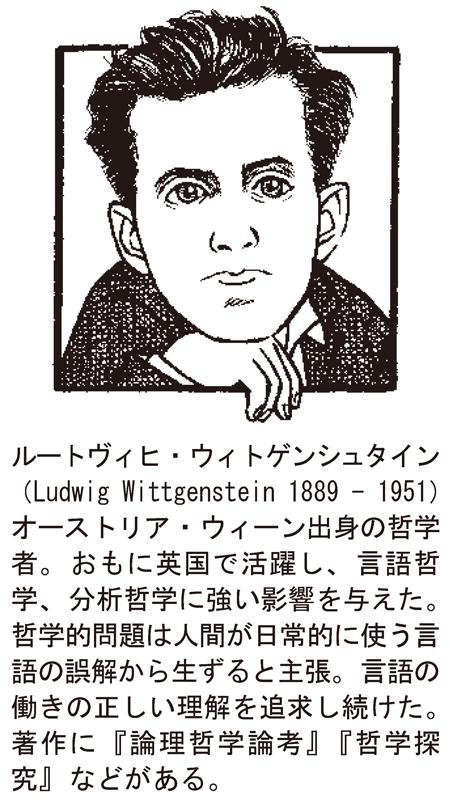 ルートヴィヒ・ウィトゲンシュタイン
(Ludwig Wittgenstein 1889 – 1951)
オーストリア・ウィーン出身の哲学
者。おもに英国で活躍し、言語哲
学、分析哲学に強い影響を与えた。
哲学的問題は人間が日常的に使う言
語の誤解から生ずると主張。言語の
働きの正しい理解を追求し続けた。
著作に『論理哲学論考』『哲学探
究』などがある。